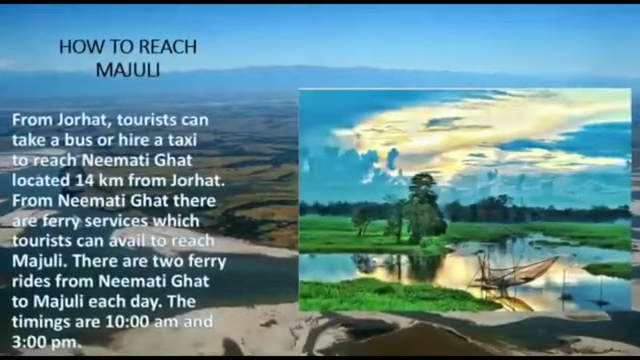 HOW TO REACH
MAJULI
From Jorhat, tourists can
take a bus or hire a taxi
to reach Neemati Ghat
located 14 km from Jorhat.
From Neemati Ghat there
are ferry services which
tourists can avail to reach
Majuli. There are two ferry
rides from Neemati Ghat
to Majuli each day. The
timings are 10:00 am and
3:00 pm.